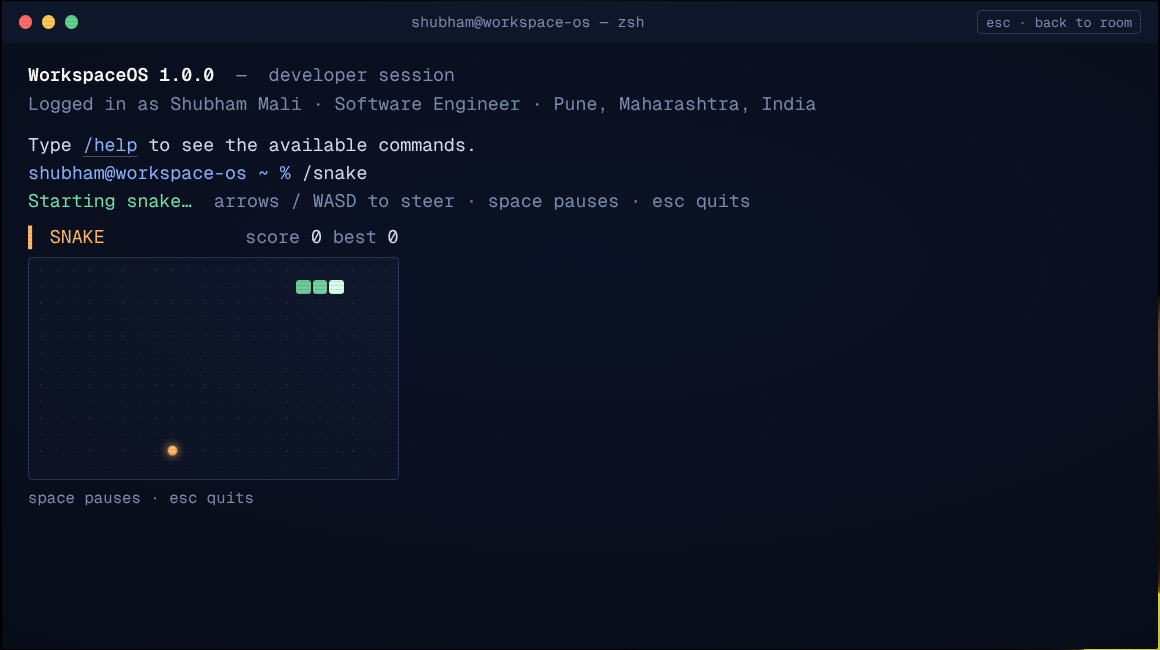 shubham@workspace-os — zsh
esc · back to room
WorkspaceOS 1.0.0 — developer session
Logged in as Shubham Mali · Software Engineer · Pune, Maharashtra, India
Type /help to see the available commands.
shubham@workspace-os ~ % /snake
Starting snake… arrows / WASD to steer · space pauses · esc quits
SNAKE score 0 best 0
space pauses · esc quits